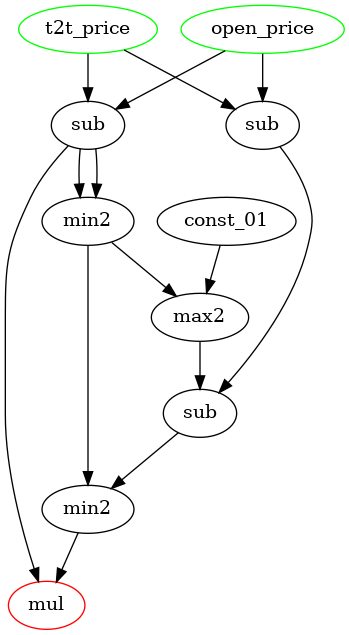 t2t_price
open_price
sub
sub
min2
const_01
max2
sub
min2
mul